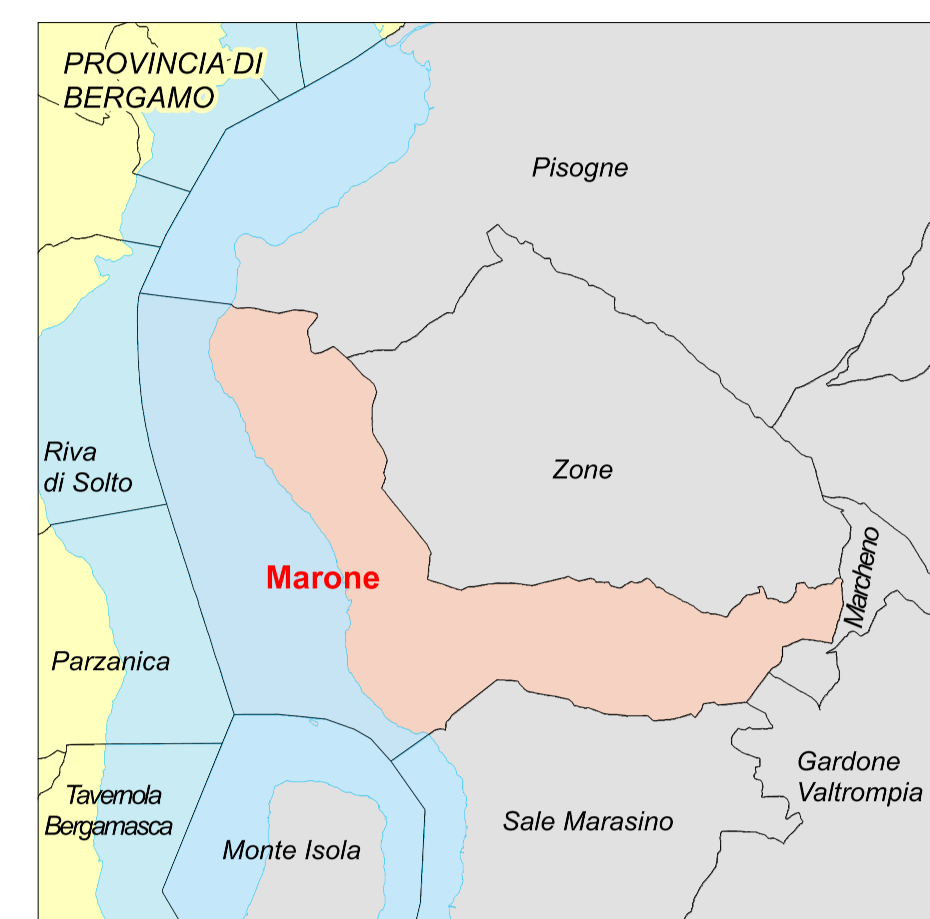 PROVINCIA DI
BERGAMO
Pisogne
Riva
di Solto
Zone
Marcheno
Marone
Parzanica
Gardone
Valtrompia
Tavernola
Bergamasca
Sale Marasino
Monte Isola